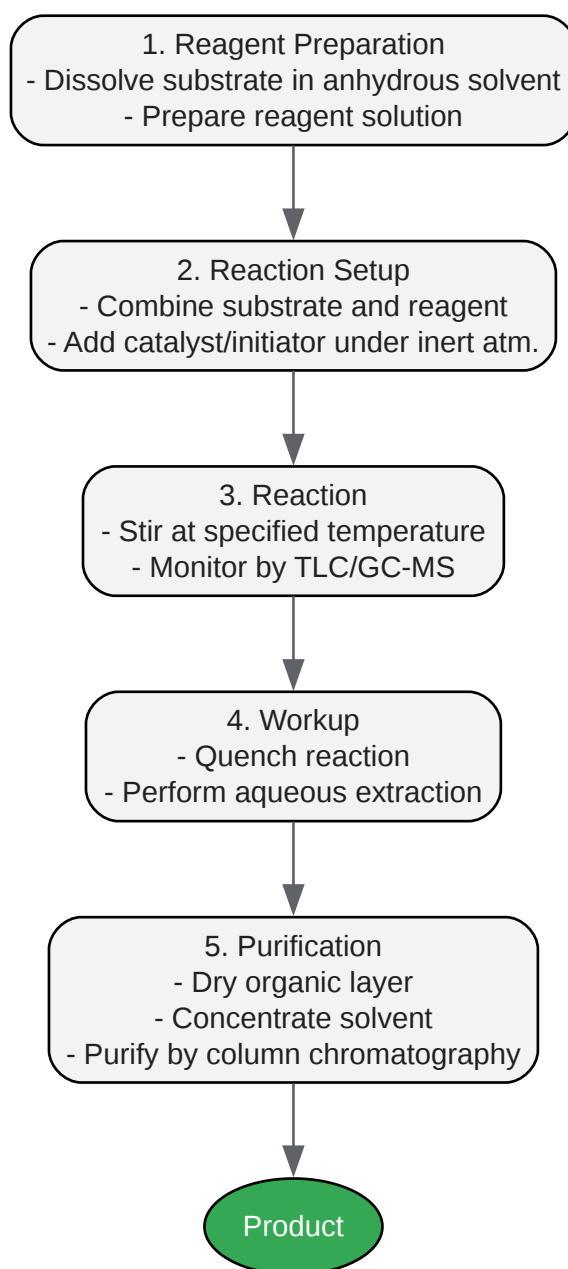 1. Reagent Preparation
- Dissolve substrate in anhydrous solvent
- Prepare reagent solution
2. Reaction Setup
- Combine substrate and reagent
- Add catalyst/initiator under inert atm.
3. Reaction
- Stir at specified temperature
- Monitor by TLC/GC-MS
4. Workup
- Quench reaction
- Perform aqueous extraction
5. Purification
- Dry organic layer
- Concentrate solvent
- Purify by column chromatography
Product